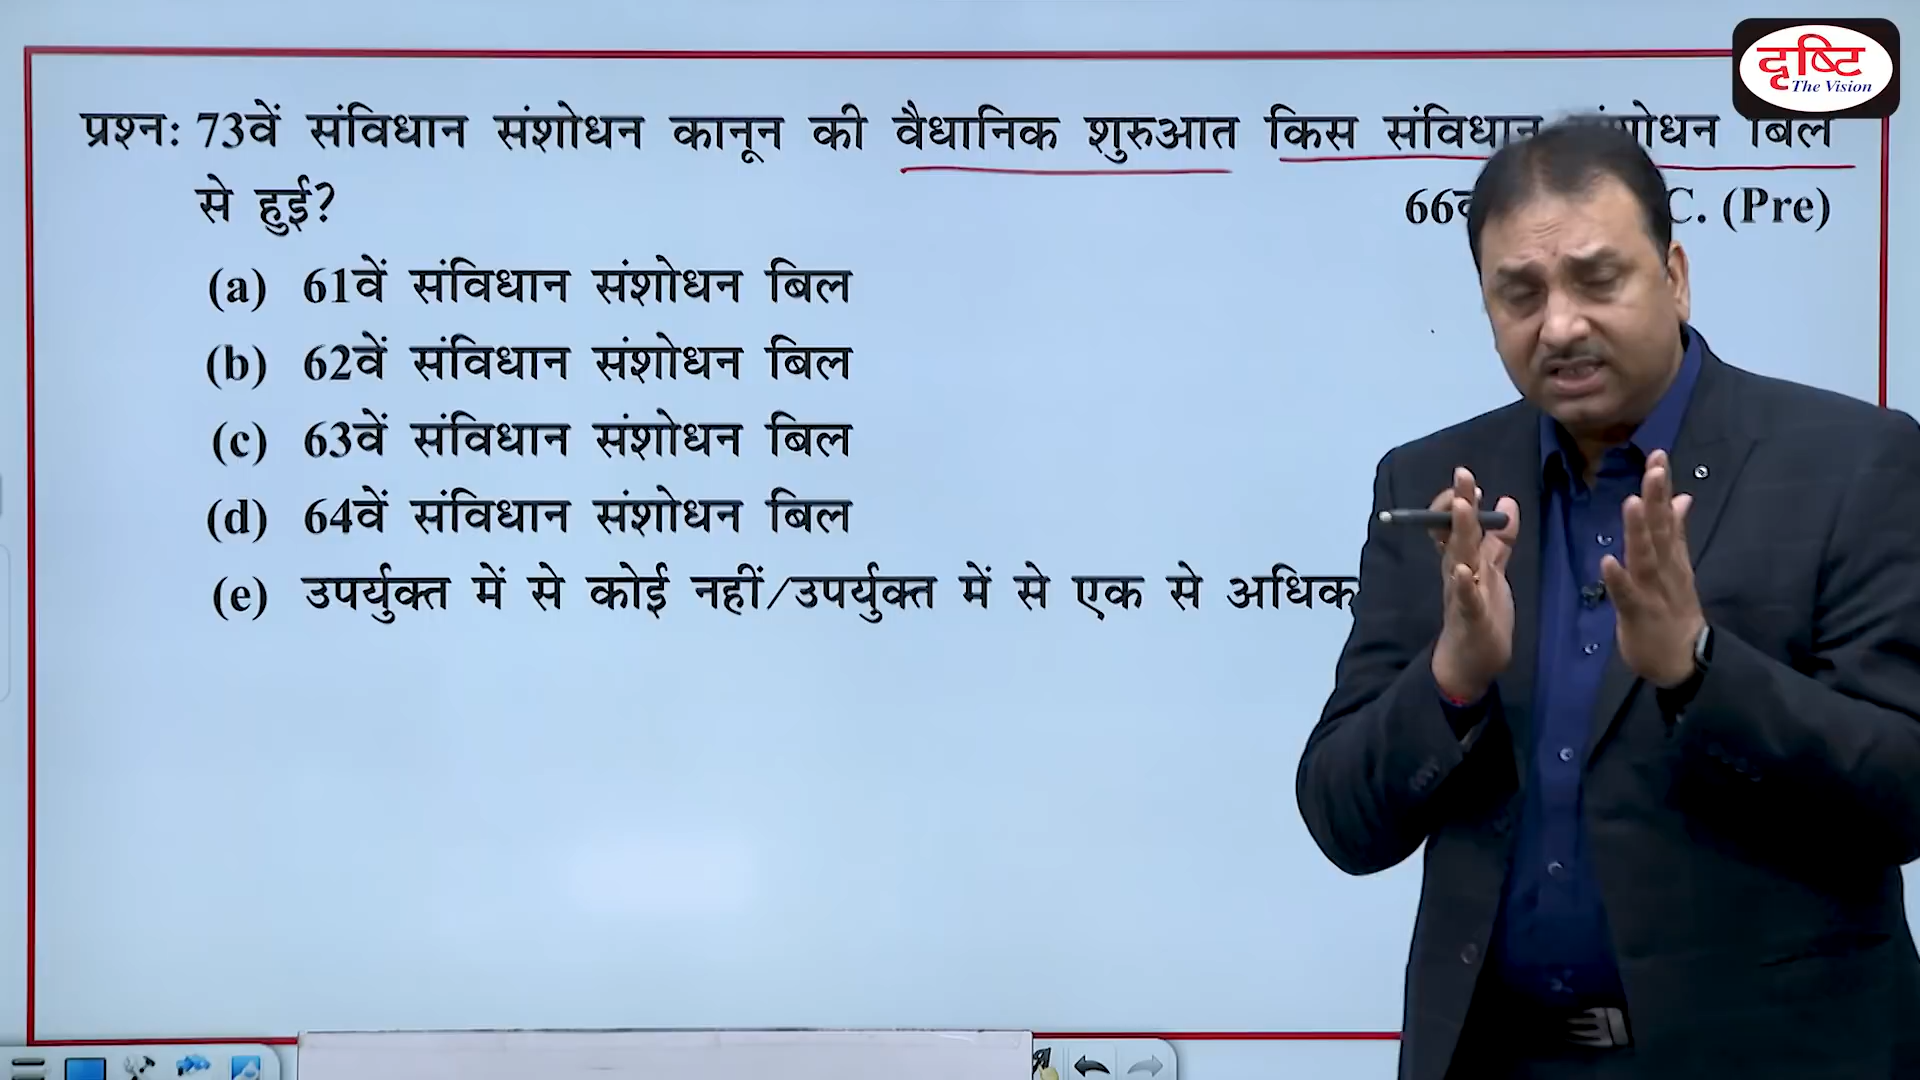 दृष्टि
The Vision
प्रश्न: 73वें संविधान संशोधन कानून की वैधानिक शुरुआत किस संविधान संशोधन बिल
से हुई? (Pre)
(a) 61वें संविधान संशोधन बिल
(b) 62वें संविधान संशोधन बिल
(c) 63वें संविधान संशोधन बिल
(d) 64वें संविधान संशोधन बिल
(e) उपर्युक्त में से कोई नहीं/उपर्युक्त में से एक से अधिक